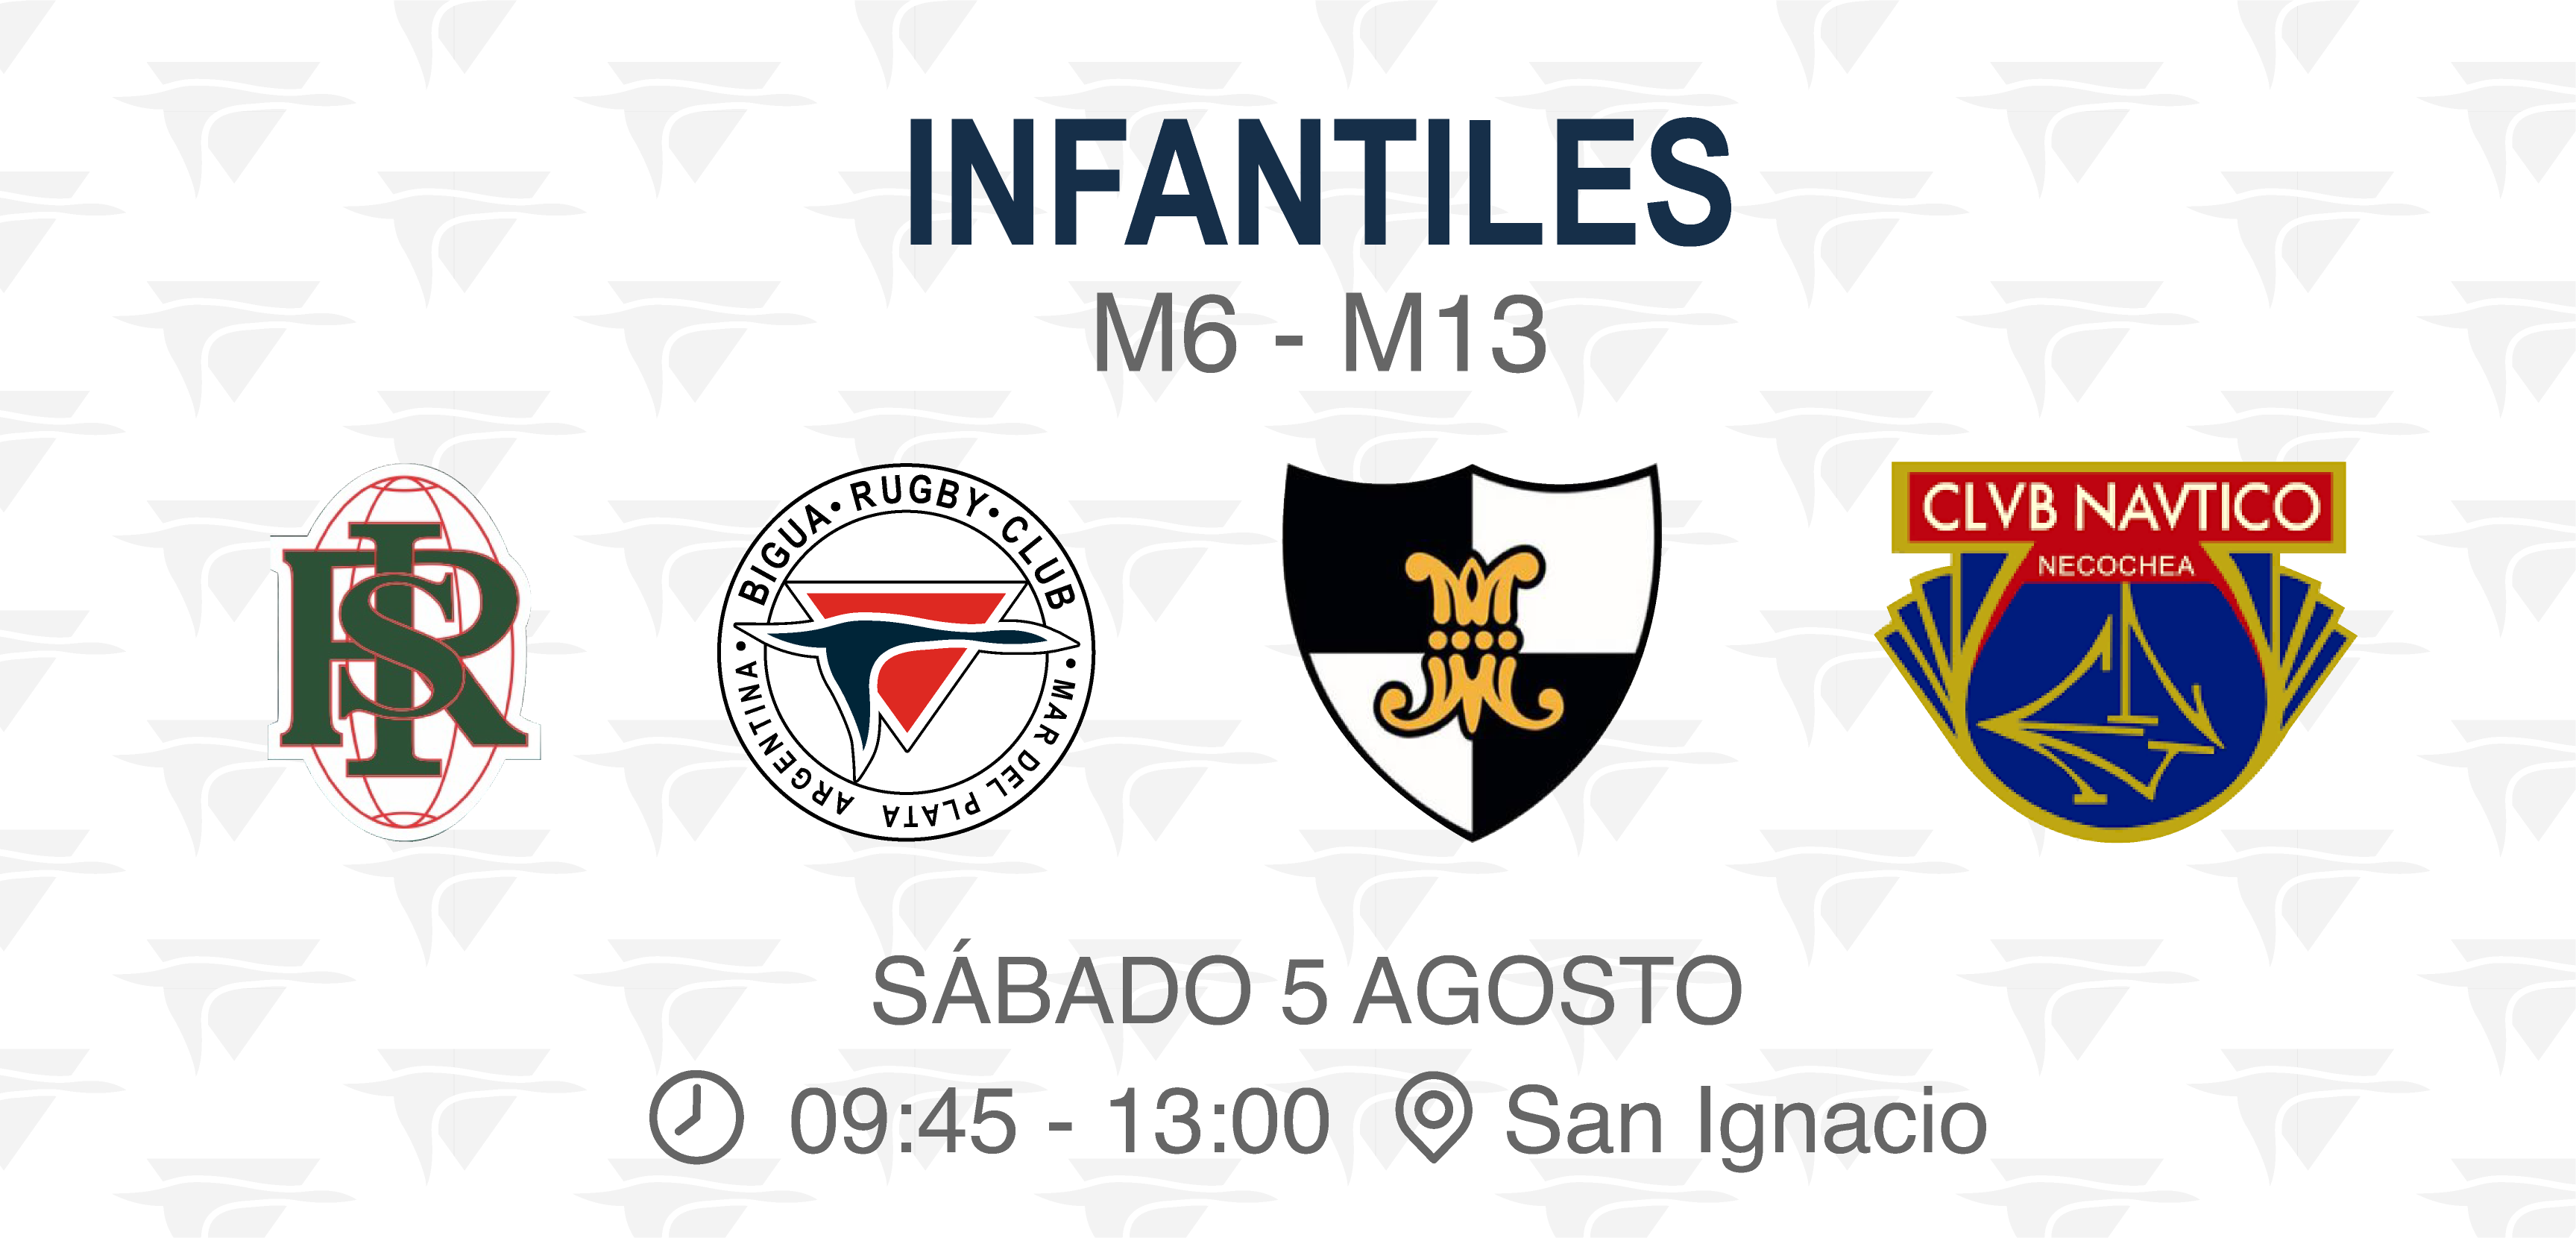 INFANTILES
M6 - M13
SIR
BIGUA • RUGBY • CLUB
• MAR DEL PLATA ARGENTINA •
CLVB NAVTICO
NECOCHEA
SÁBADO 5 AGOSTO
09:45 - 13:00 San Ignacio